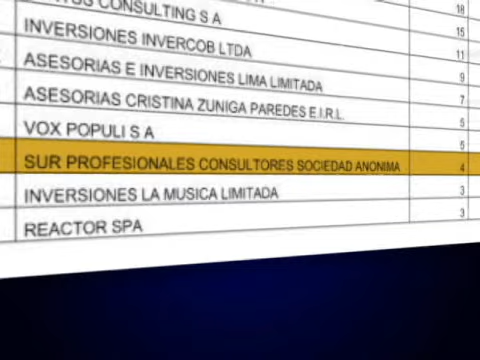 CONSULTING S A
INVERSIONES INVERCOB LTDA
ASESORIAS E INVERSIONES LIMA LIMITADA
ASESORIAS CRISTINA ZUNIGA PAREDES E.I.R.L.
VOX POPULI S A
SUR PROFESIONALES CONSULTORES SOCIEDAD ANONIMA
INVERSIONES LA MUSICA LIMITADA
REACTOR SPA
18
15
11
9
7
5
5
4
3
3